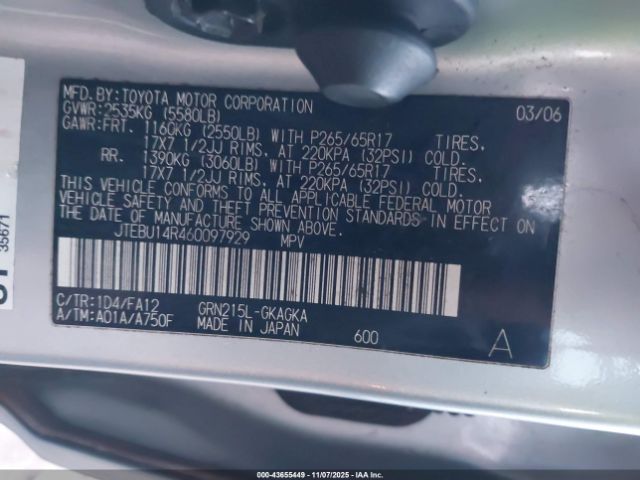 MFD.BY:TOYOTA MOTOR CORPORATION 03/06
GVWR:2535KG (5580LB)
GAWR:FRT. 1160KG (2550LB) WITH P265/65R17 TIRES,
17X7 1/2JJ RIMS, AT 220KPA (32PSI) COLD.
RR. 1390KG (3060LB) WITH P265/65R17 TIRES,
17X7 1/2JJ RIMS, AT 220KPA (32PSI) COLD.
THIS VEHICLE CONFORMS TO ALL APPLICABLE FEDERAL MOTOR
VEHICLE SAFETY AND THEFT PREVENTION STANDARDS IN EFFECT ON
THE DATE OF MANUFACTURE SHOWN ABOVE.
JTEBU14R460097929 MPV
C/TR:1D4/FA12 GRN215L-GKAGKA
A/TM:A01A/A750F MADE IN JAPAN 600 A
35671
000-43655449 - 11/07/2025 - IAA Inc.